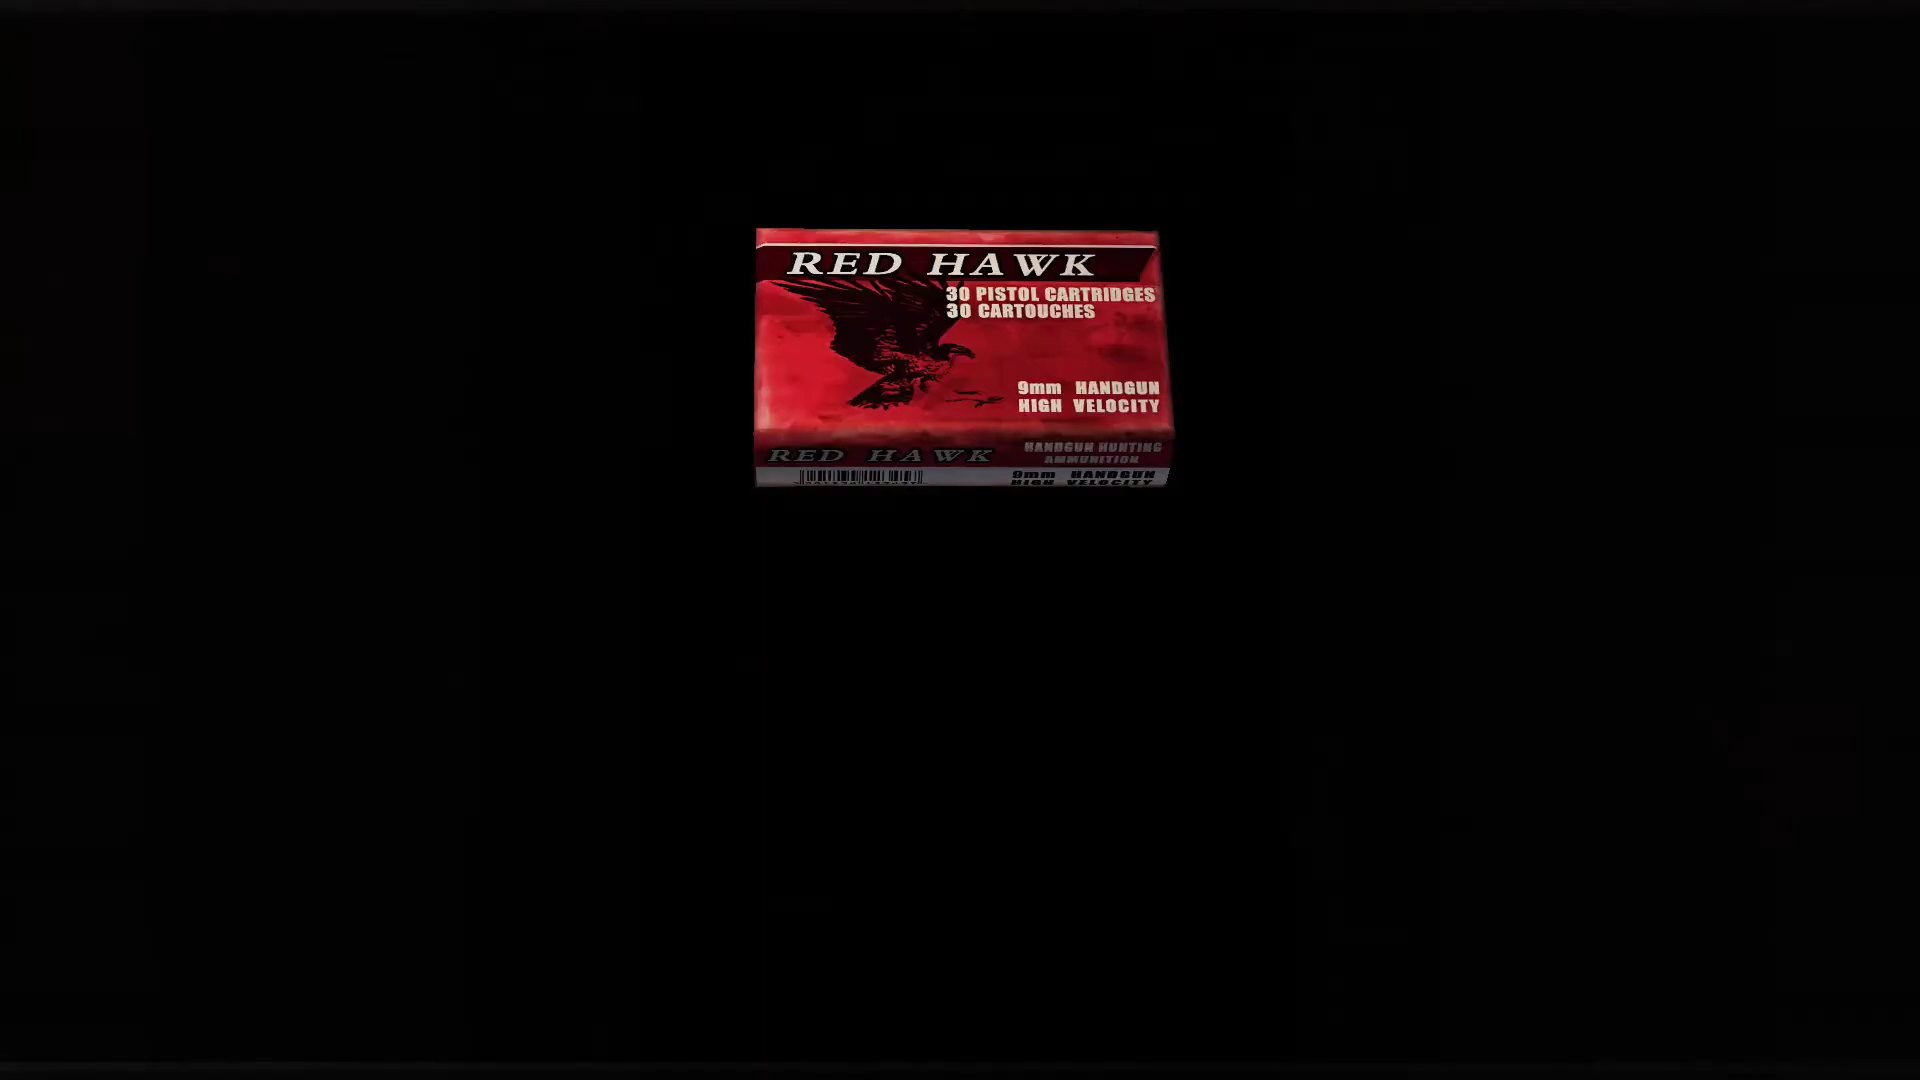 RED HAWK
30 PISTOL CARTRIDGES
30 CARTOUCHES
9mm HANDGUN
HIGH VELOCITY
RED HAWK
HANDGUN HUNTING
AMMUNITION
9mm HANDGUN
HIGH VELOCITY